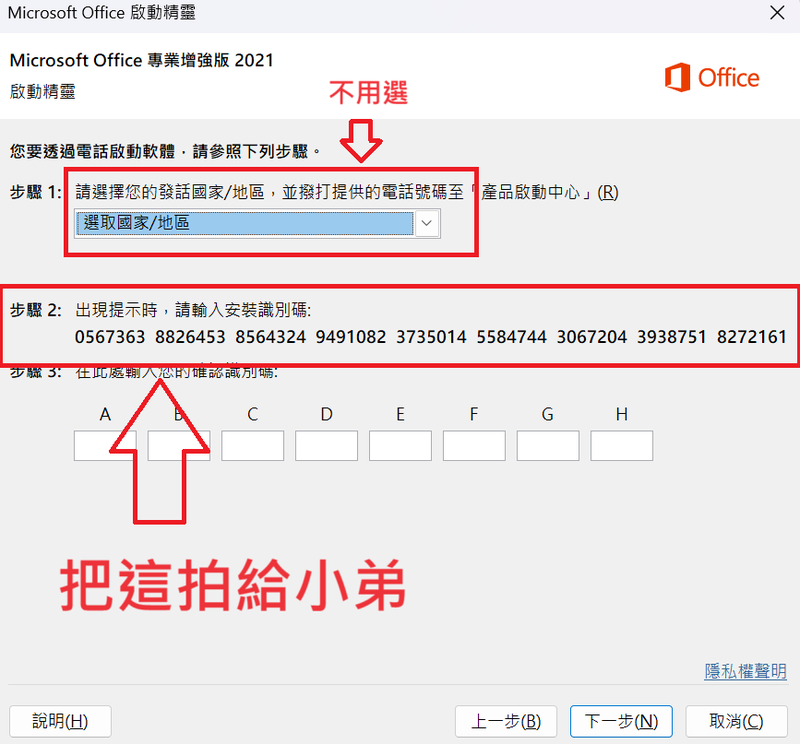 Microsoft Office 啟動精靈
Microsoft Office 專業增強版 2021
啟動精靈
Office
不用選
您要透過電話啟動軟體，請參照下列步驟。
步驟 1: 請選擇您的發話國家/地區，並撥打提供的電話號碼至「產品啟動中心」(R)
選取國家/地區
步驟 2: 出現提示時，請輸入安裝識別碼:
0567363 8826453 8564324 9491082 3735014 5584744 3067204 3938751 8272161
步驟 3: 在此處輸入您的確認識別碼:
A B C D E F G H
把這拍給小弟
隱私權聲明
說明(H) 上一步(B) 下一步(N) 取消(C)